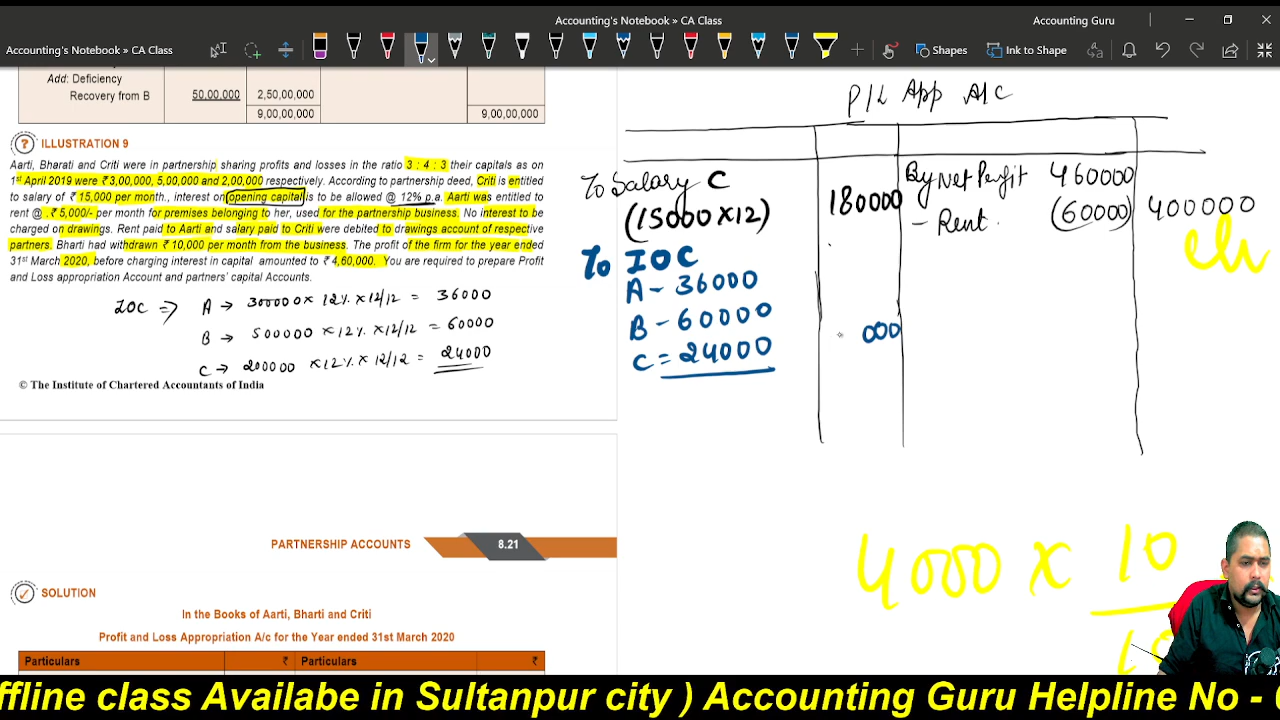 Accounting's Notebook » CA Class
Accounting Guru
Accounting's Notebook » CA Class
Shapes
Ink to Shape
Add: Deficiency
Recovery from B 50,00,000 2,50,00,000
9,00,00,000 9,00,00,000
? ILLUSTRATION 9
Aarti, Bharati and Criti were in partnership sharing profits and losses in the ratio 3 : 4 : 3 their capitals as on
1st April 2019 were ₹ 3,00,000, 5,00,000 and 2,00,000 respectively. According to partnership deed, Criti is entitled
to salary of ₹ 15,000 per month., interest on opening capital is to be allowed @ 12% p.a. Aarti was entitled to
rent @ . ₹ 5,000/- per month for premises belonging to her, used for the partnership business. No interest to be
charged on drawings. Rent paid to Aarti and salary paid to Criti were debited to drawings account of respective
partners. Bharti had withdrawn ₹ 10,000 per month from the business. The profit of the firm for the year ended
31st March 2020, before charging interest in capital amounted to ₹ 4,60,000. You are required to prepare Profit
and Loss appropriation Account and partners' capital Accounts.
IOC ⇒ A → 300000 × 12% × 12/12 = 36000
B → 500000 × 12% × 12/12 = 60000
C → 200000 × 12% × 12/12 = 24000
© The Institute of Chartered Accountants of India
PARTNERSHIP ACCOUNTS 8.21
SOLUTION
In the Books of Aarti, Bharti and Criti
Profit and Loss Appropriation A/c for the Year ended 31st March 2020
Particulars ₹ Particulars ₹
P/L App A/C
To Salary C 180000 By Net Profit 460000
(15000×12) - Rent (60000) 400000
To IOC
A - 36000
B - 60000 000
C = 24000
4000 × 10
ffline class Availabe in Sultanpur city ) Accounting Guru Helpline No -